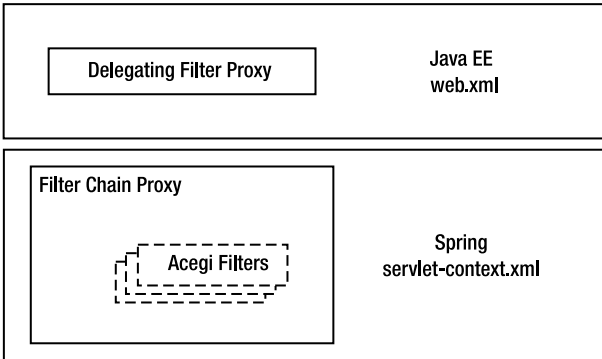 Delegating Filter Proxy
Java EE
web.xml
Filter Chain Proxy
Acegi Filters
Spring
servlet-context.xml